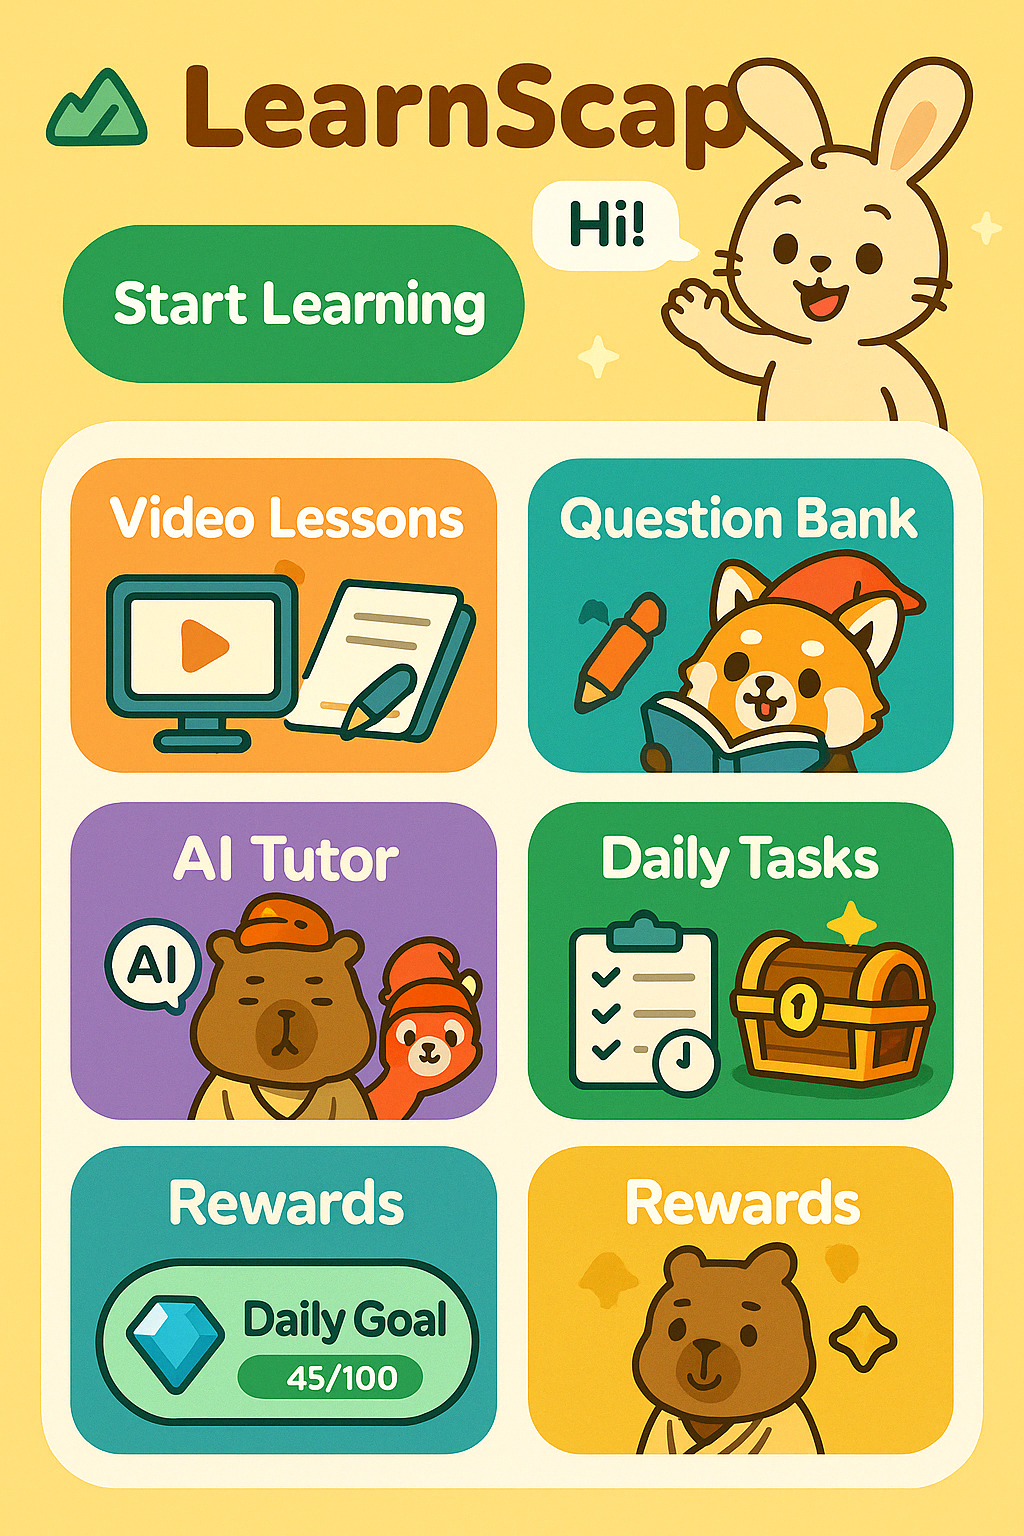 LearnScap
Hi!
Start Learning
Video Lessons
Question Bank
AI Tutor
AI
Daily Tasks
Rewards
Daily Goal
45/100
Rewards